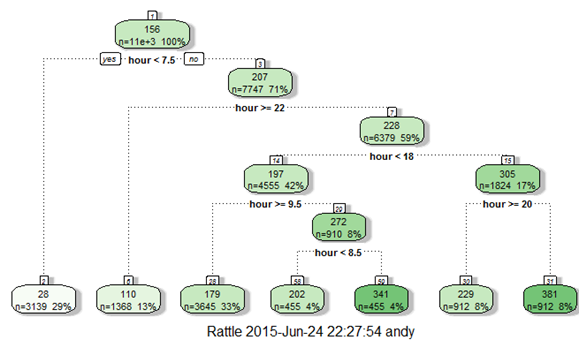 1
156
n=11e+3 100%
yes hour < 7.5 no
3
207
n=7747 71%
hour >= 22
7
228
n=6379 59%
hour < 18
14
197
n=4555 42%
15
305
n=1824 17%
hour >= 9.5
hour >= 20
29
272
n=910 8%
hour < 8.5
2
28
n=3139 29%
6
110
n=1368 13%
28
179
n=3645 33%
58
202
n=455 4%
59
341
n=455 4%
30
229
n=912 8%
31
381
n=912 8%
Rattle 2015-Jun-24 22:27:54 andy